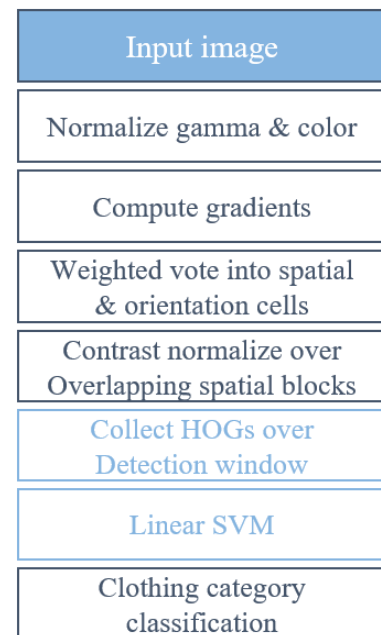 Input image
Normalize gamma & color
Compute gradients
Weighted vote into spatial
& orientation cells
Contrast normalize over
Overlapping spatial blocks
Collect HOGs over
Detection window
Linear SVM
Clothing category
classification